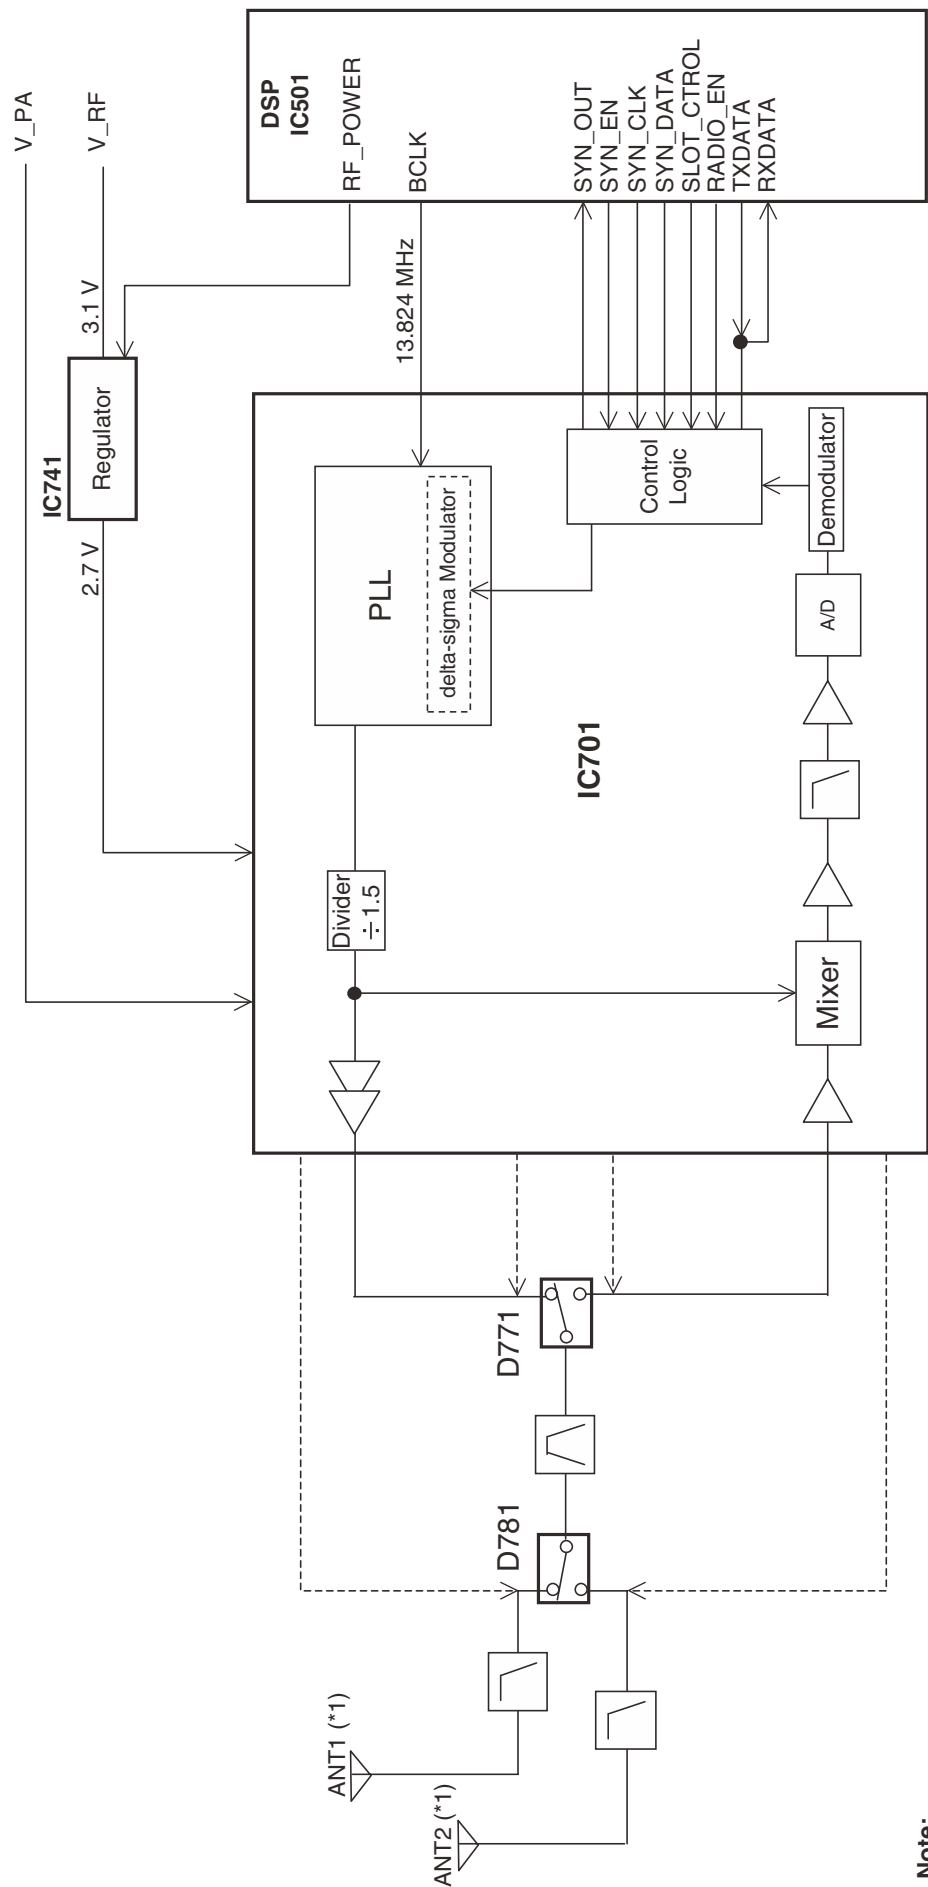 ANT1 (*1)
ANT2 (*1)
D781
D771
IC701
Divider
÷1.5
PLL
delta-sigma Modulator
Mixer
A/D
Demodulator
Control
Logic
IC741
Regulator
2.7 V
3.1 V
V_PA
V_RF
13.824 MHz
DSP
IC501
RF_POWER
BCLK
SYN_OUT
SYN_EN
SYN_CLK
SYN_DATA
SLOT_CTROL
RADIO_EN
TXDATA
RXDATA
Note: